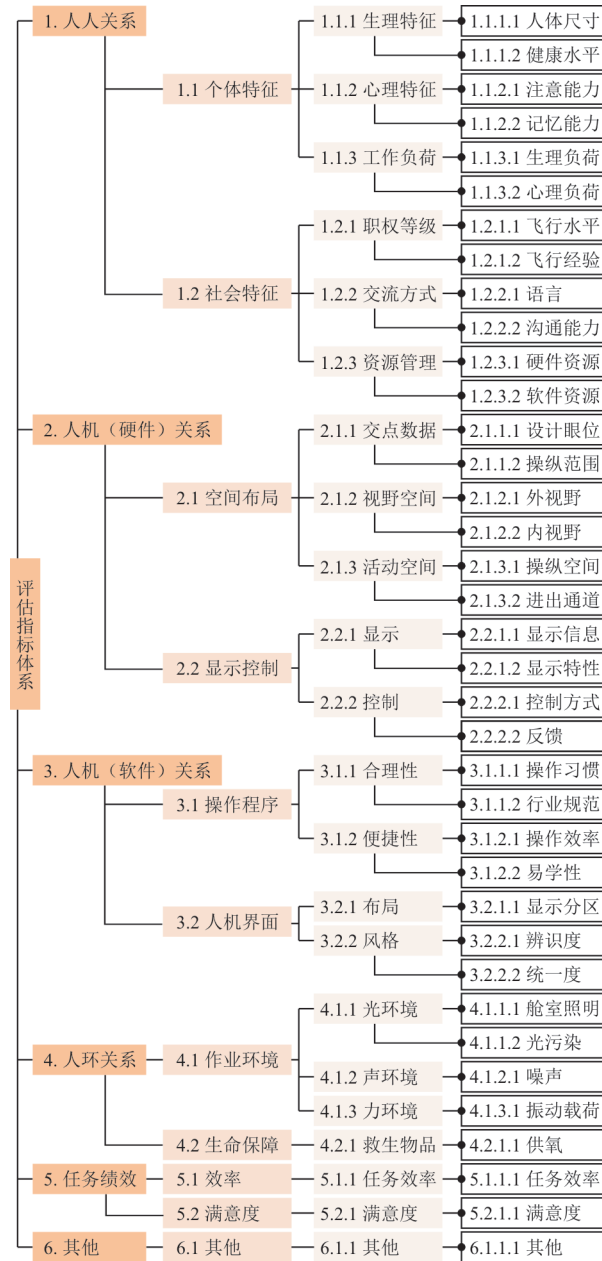 评估指标体系
1. 人人关系
1.1 个体特征
1.1.1 生理特征
1.1.1.1 人体尺寸
1.1.1.2 健康水平
1.1.2 心理特征
1.1.2.1 注意能力
1.1.2.2 记忆能力
1.1.3 工作负荷
1.1.3.1 生理负荷
1.1.3.2 心理负荷
1.2 社会特征
1.2.1 职权等级
1.2.1.1 飞行水平
1.2.1.2 飞行经验
1.2.2 交流方式
1.2.2.1 语言
1.2.2.2 沟通能力
1.2.3 资源管理
1.2.3.1 硬件资源
1.2.3.2 软件资源
2. 人机（硬件）关系
2.1 空间布局
2.1.1 交点数据
2.1.1.1 设计眼位
2.1.1.2 操纵范围
2.1.2 视野空间
2.1.2.1 外视野
2.1.2.2 内视野
2.1.3 活动空间
2.1.3.1 操纵空间
2.1.3.2 进出通道
2.2 显示控制
2.2.1 显示
2.2.1.1 显示信息
2.2.1.2 显示特性
2.2.2 控制
2.2.2.1 控制方式
2.2.2.2 反馈
3. 人机（软件）关系
3.1 操作程序
3.1.1 合理性
3.1.1.1 操作习惯
3.1.1.2 行业规范
3.1.2 便捷性
3.1.2.1 操作效率
3.1.2.2 易学性
3.2 人机界面
3.2.1 布局
3.2.1.1 显示分区
3.2.2 风格
3.2.2.1 辨识度
3.2.2.2 统一度
4. 人环关系
4.1 作业环境
4.1.1 光环境
4.1.1.1 舱室照明
4.1.1.2 光污染
4.1.2 声环境
4.1.2.1 噪声
4.1.3 力环境
4.1.3.1 振动载荷
4.2 生命保障
4.2.1 救生物品
4.2.1.1 供氧
5. 任务绩效
5.1 效率
5.1.1 任务效率
5.1.1.1 任务效率
5.2 满意度
5.2.1 满意度
5.2.1.1 满意度
6. 其他
6.1 其他
6.1.1 其他
6.1.1.1 其他